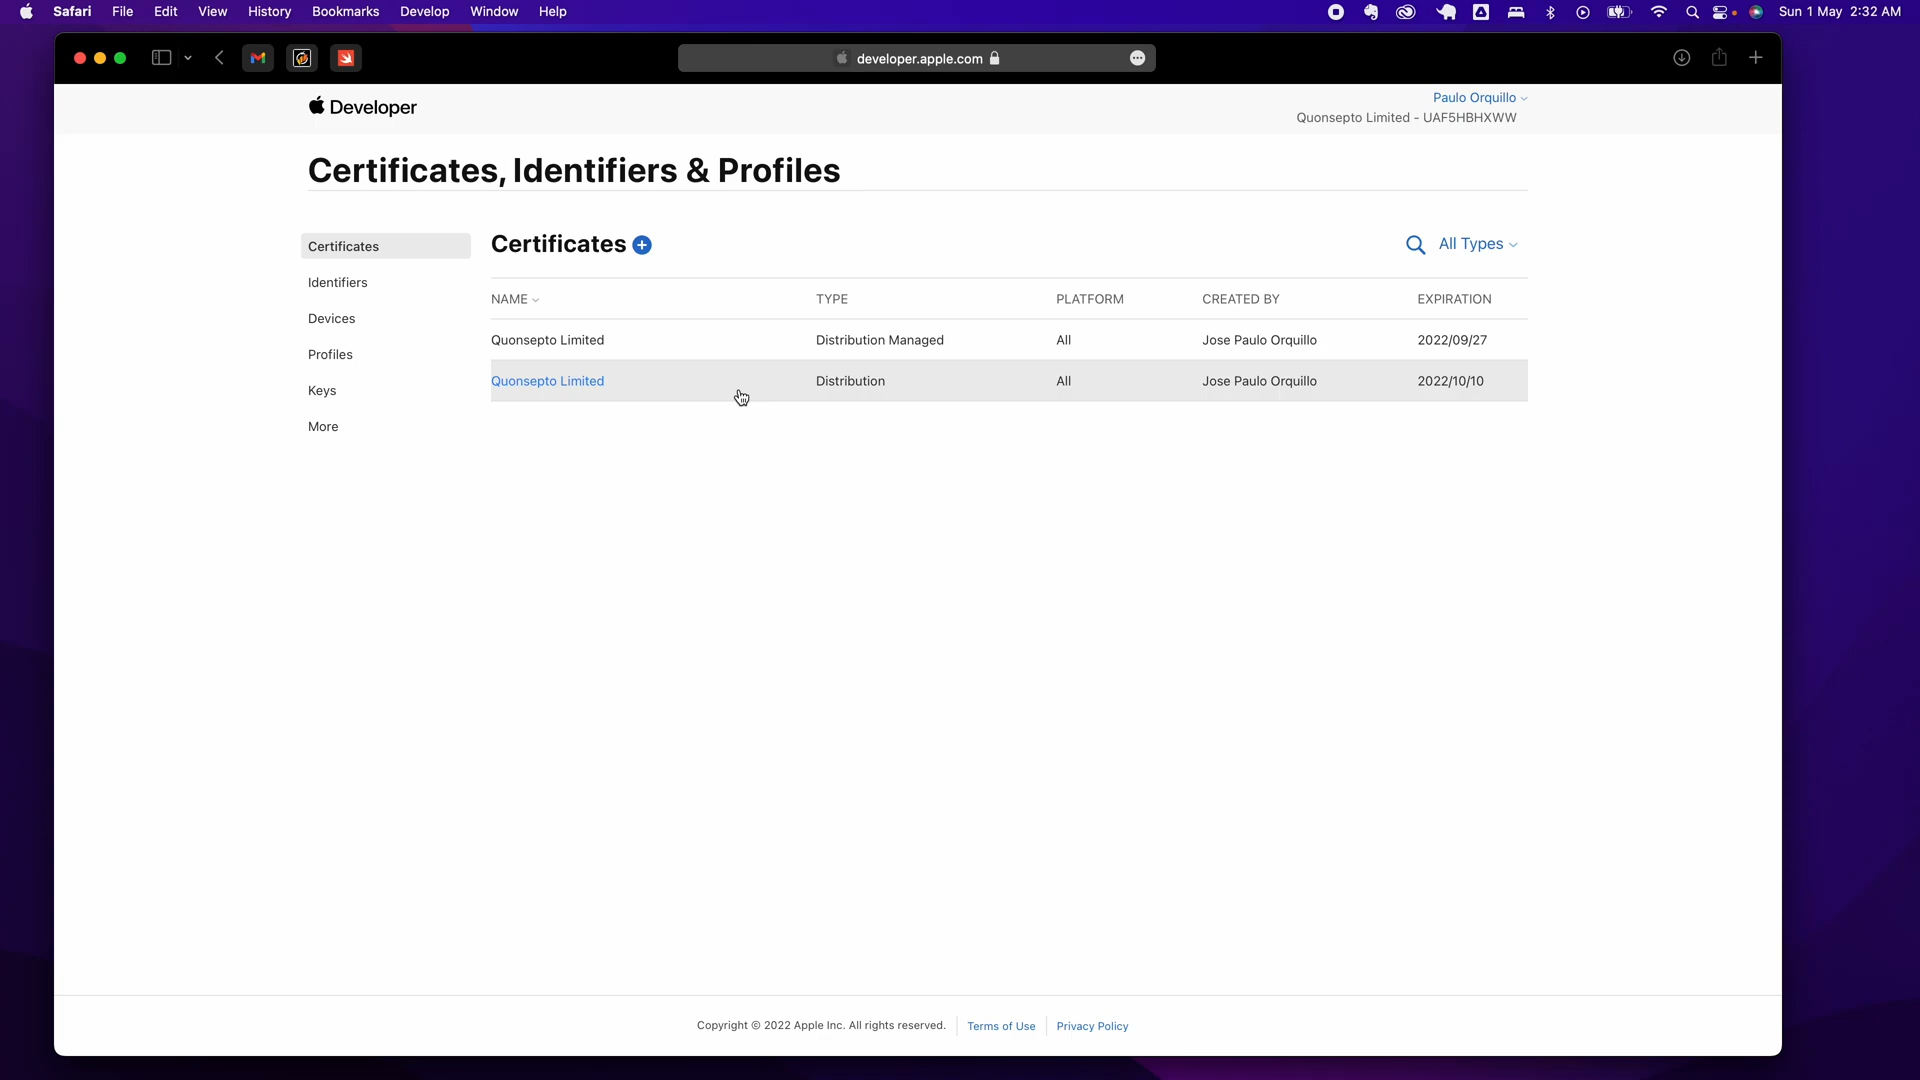 Safari File Edit View History Bookmarks Develop Window Help Sun 1 May 2:32 AM
developer.apple.com
Developer
Paulo Orquillo
Quonsepto Limited - UAF5HBHXWW
Certificates, Identifiers & Profiles
Certificates
Identifiers
Devices
Profiles
Keys
More
Certificates
All Types
NAME TYPE PLATFORM CREATED BY EXPIRATION
Quonsepto Limited Distribution Managed All Jose Paulo Orquillo 2022/09/27
Quonsepto Limited Distribution All Jose Paulo Orquillo 2022/10/10
Copyright © 2022 Apple Inc. All rights reserved. Terms of Use Privacy Policy